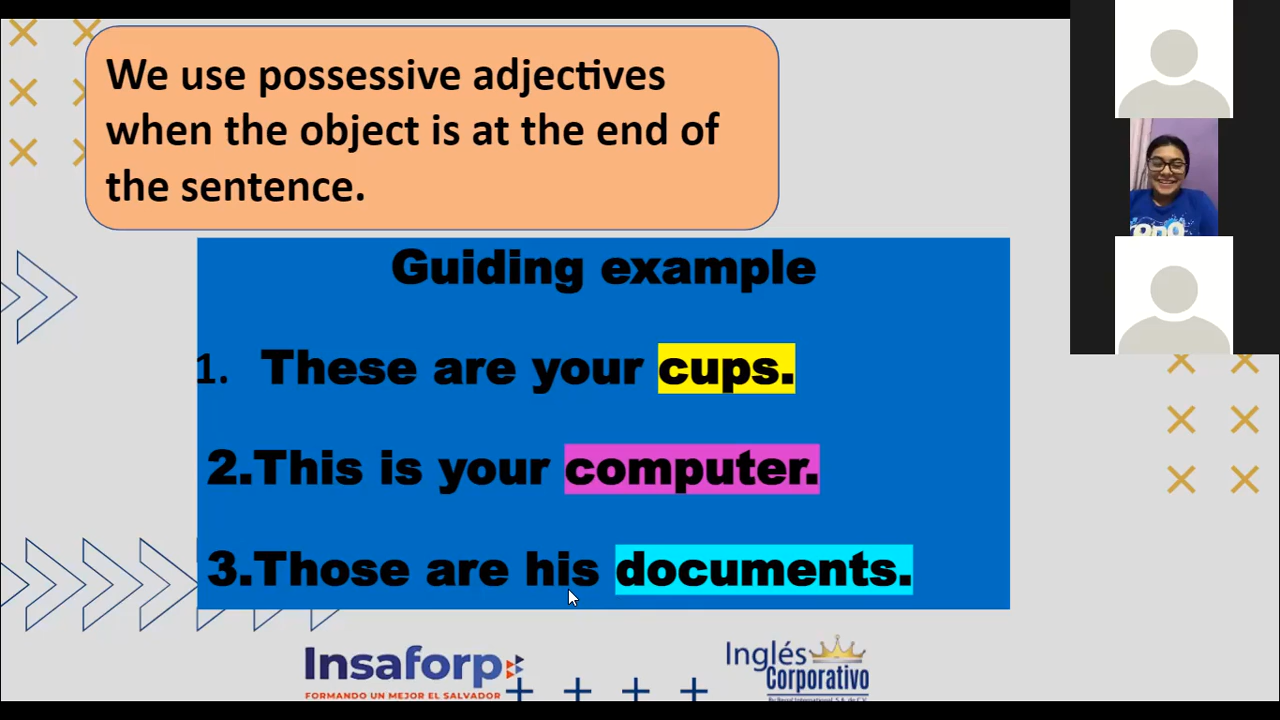 We use possessive adjectives
when the object is at the end of
the sentence.
Guiding example
1. These are your cups.
2.This is your computer.
3.Those are his documents.
Insaforp
FORMANDO UN MEJOR EL SALVADOR
Inglés
Corporativo